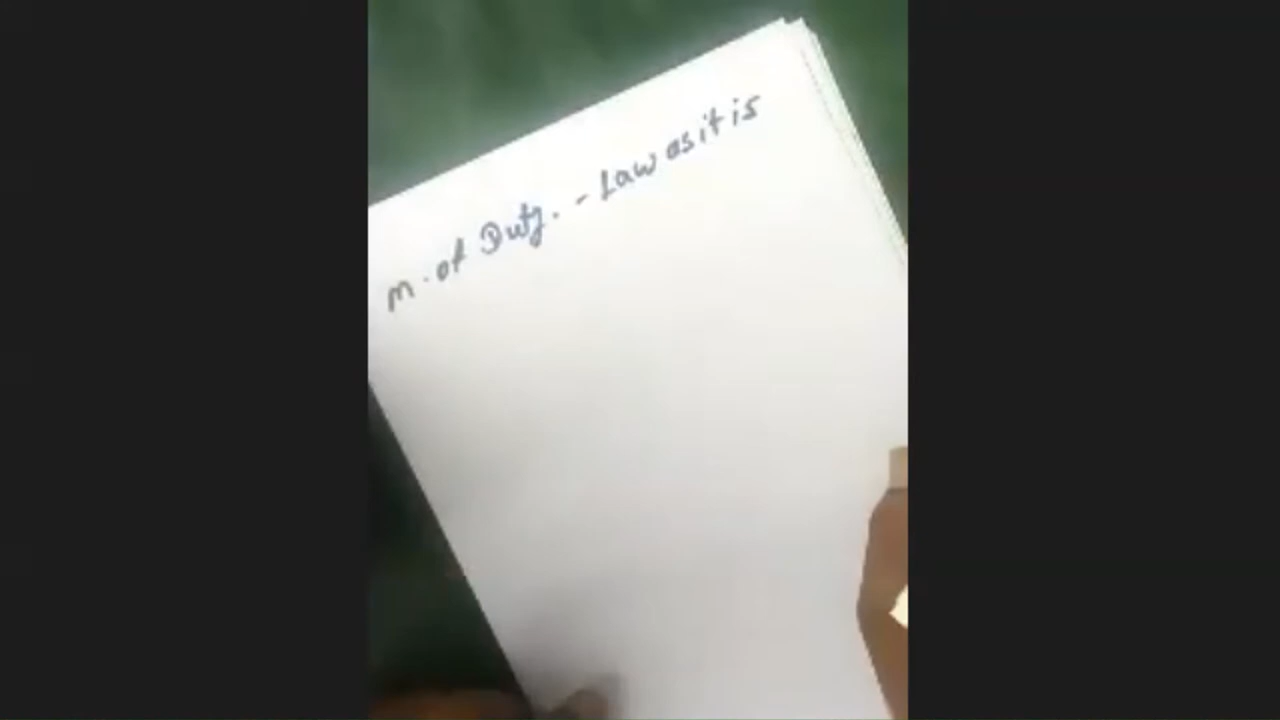 m. of Duty. - Law as it is